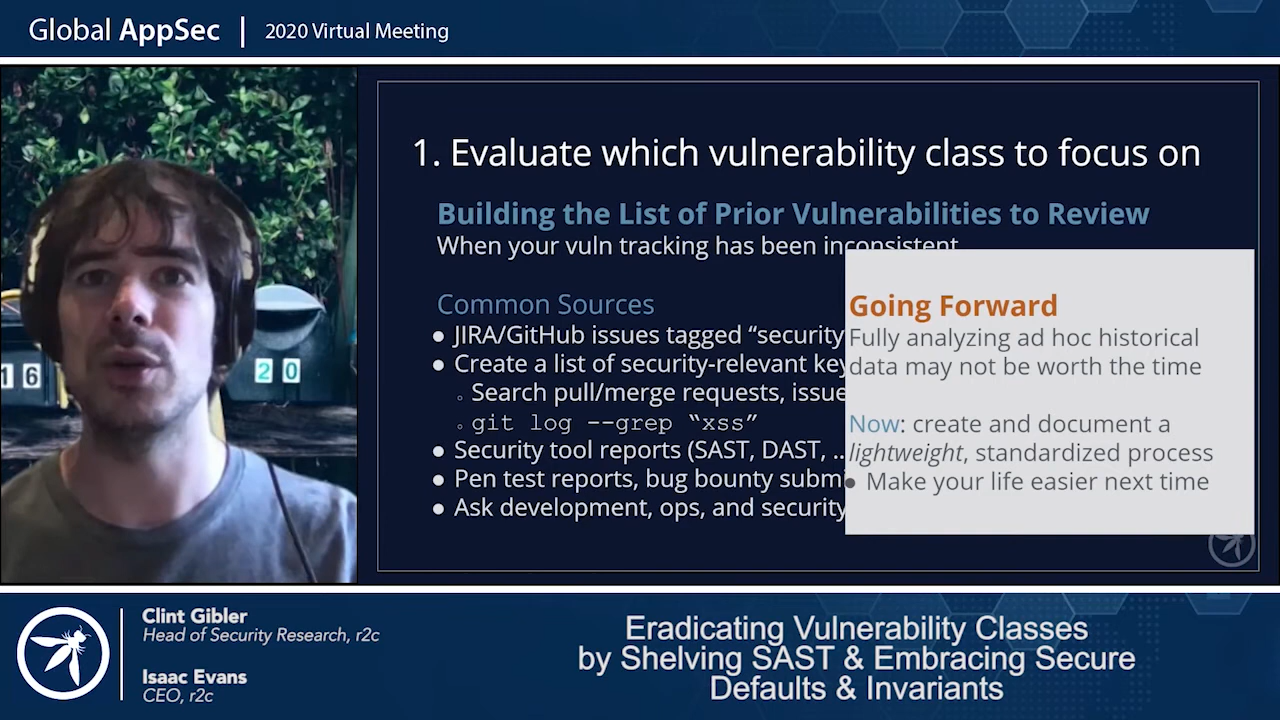 Global AppSec | 2020 Virtual Meeting
16
20
1. Evaluate which vulnerability class to focus on
Building the List of Prior Vulnerabilities to Review
When your vuln tracking has been inconsistent
Common Sources
● JIRA/GitHub issues tagged “security
● Create a list of security-relevant key
○ Search pull/merge requests, issue
○ git log --grep “xss”
● Security tool reports (SAST, DAST, ..
● Pen test reports, bug bounty subm
● Ask development, ops, and security
Going Forward
Fully analyzing ad hoc historical
data may not be worth the time
Now: create and document a
lightweight, standardized process
● Make your life easier next time
Clint Gibler
Head of Security Research, r2c
Isaac Evans
CEO, r2c
Eradicating Vulnerability Classes
by Shelving SAST & Embracing Secure
Defaults & Invariants